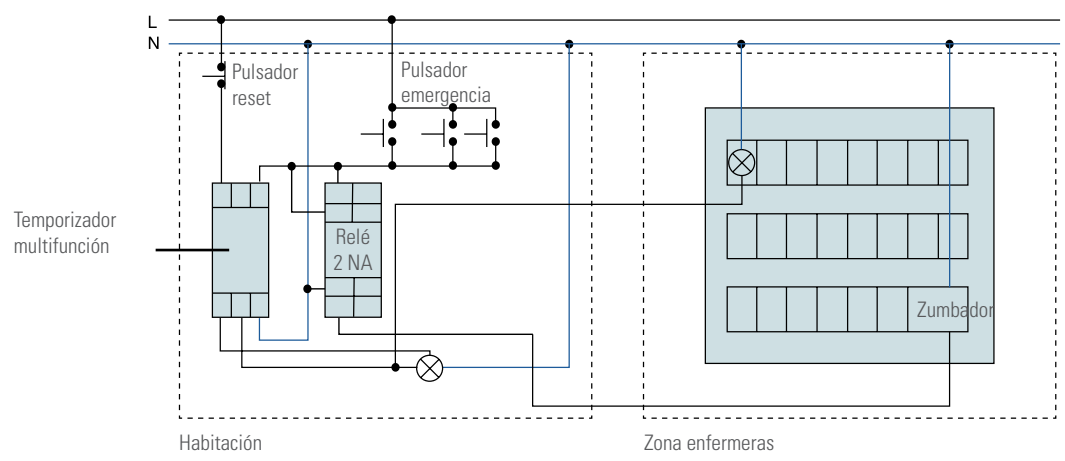 L
N
Pulsador
reset
Pulsador
emergencia
Temporizador
multifunción
Relé
2 NA
Zumbador
Habitación
Zona enfermeras